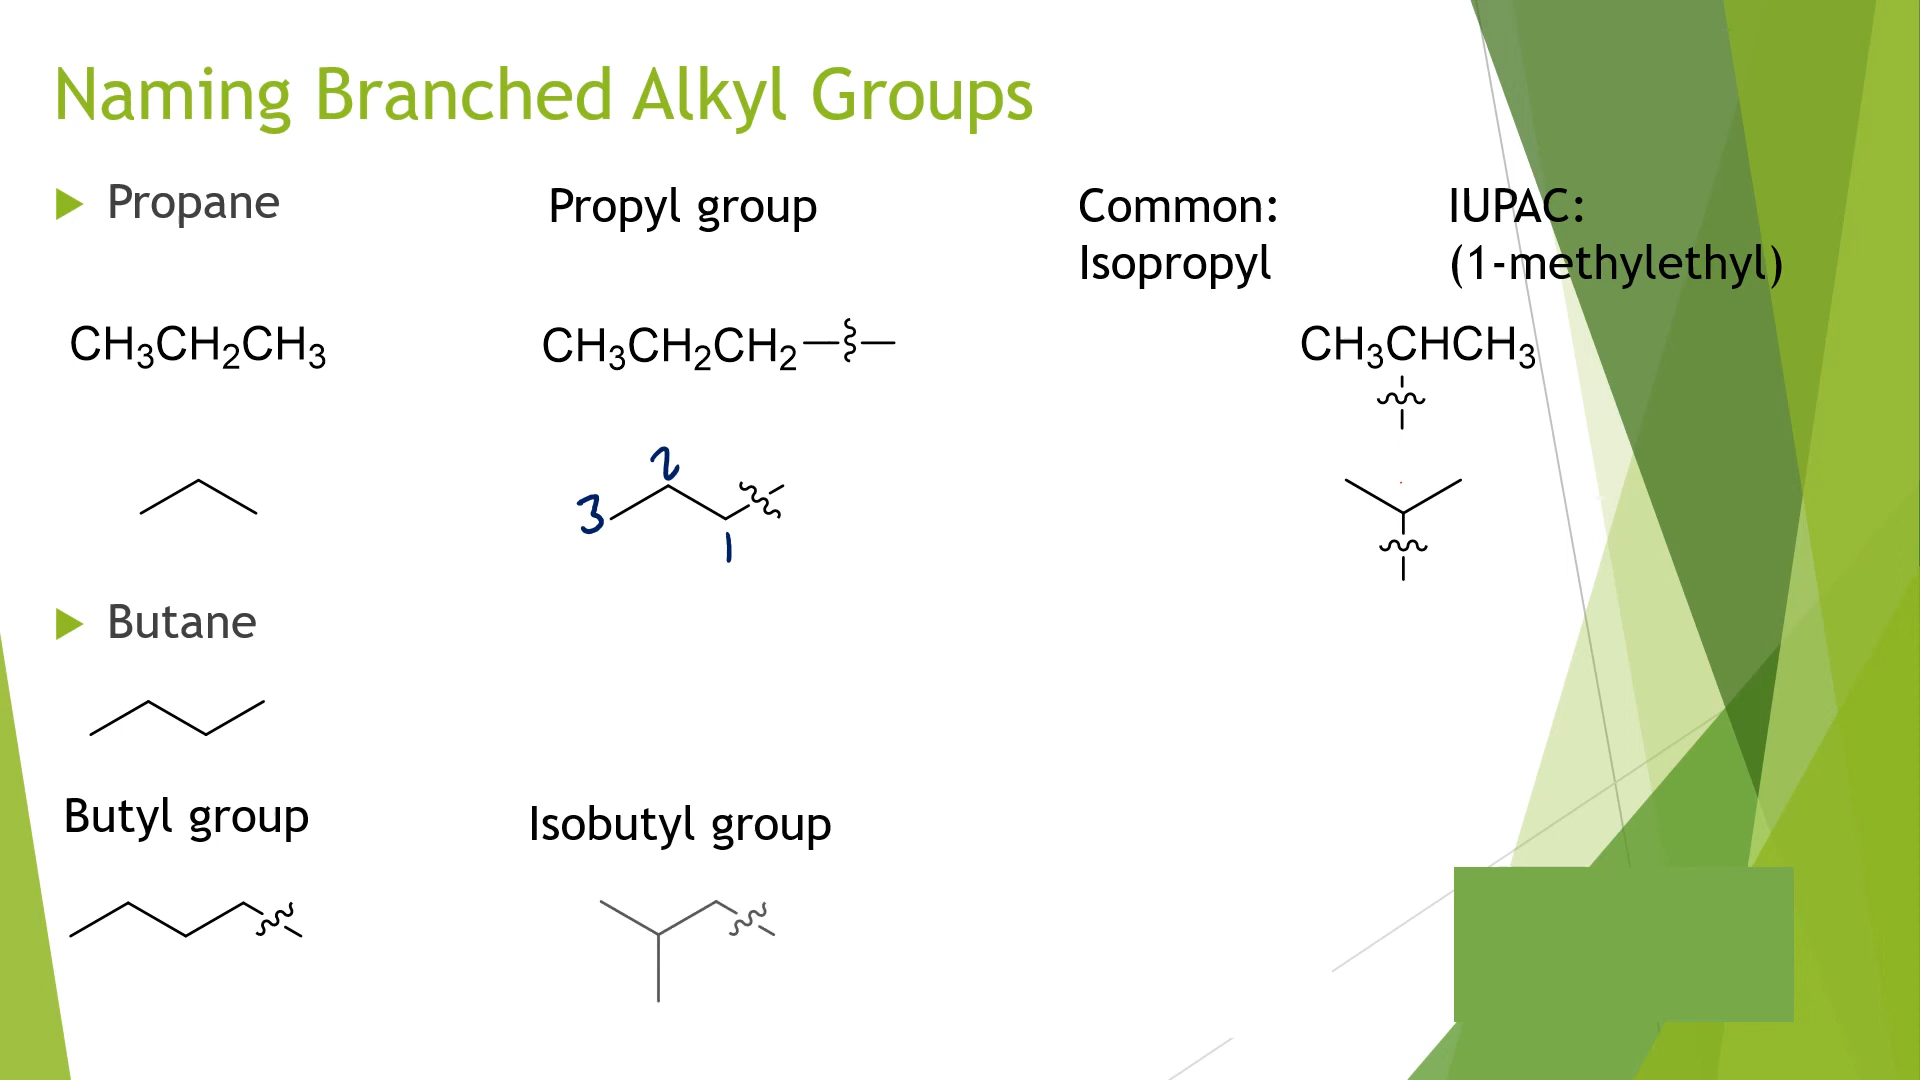 Naming Branched Alkyl Groups
Propane
Propyl group
Common:
Isopropyl
IUPAC:
(1-methylethyl)
CH₃CH₂CH₃
CH₃CH₂CH₂
CH₃CHCH₃
3
2
1
Butane
Butyl group
Isobutyl group